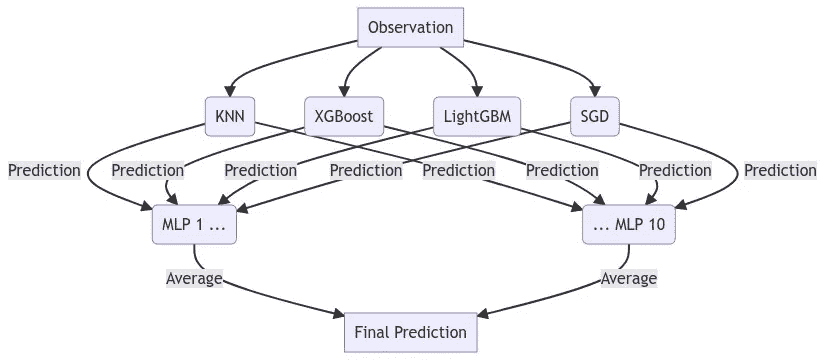 Observation
KNN
XGBoost
LightGBM
SGD
Prediction
Prediction
Prediction
Prediction
Prediction
Prediction
Prediction
Prediction
MLP 1 ...
... MLP 10
Average
Average
Final Prediction